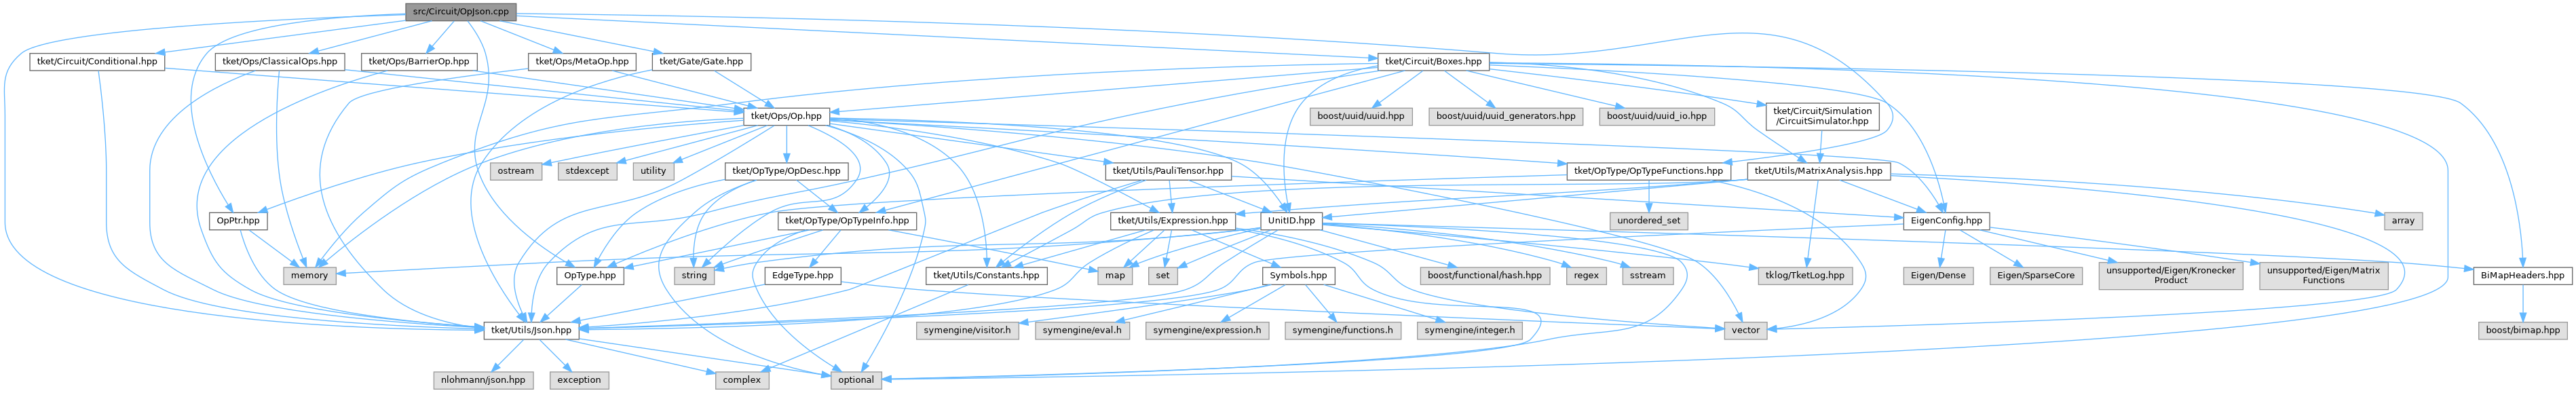 src/Circuit/OpJson.cpp
tket/Circuit/Conditional.hpp
tket/Ops/ClassicalOps.hpp
tket/Ops/BarrierOp.hpp
tket/Ops/MetaOp.hpp
tket/Gate/Gate.hpp
tket/Circuit/Boxes.hpp
tket/Ops/Op.hpp
boost/uuid/uuid.hpp
boost/uuid/uuid_generators.hpp
boost/uuid/uuid_io.hpp
tket/Circuit/Simulation
/CircuitSimulator.hpp
ostream
stdexcept
utility
tket/OpType/OpDesc.hpp
tket/Utils/PauliTensor.hpp
tket/OpType/OpTypeFunctions.hpp
tket/Utils/MatrixAnalysis.hpp
OpPtr.hpp
tket/OpType/OpTypeInfo.hpp
tket/Utils/Expression.hpp
UnitID.hpp
unordered_set
EigenConfig.hpp
array
memory
OpType.hpp
string
EdgeType.hpp
map
tket/Utils/Constants.hpp
set
Symbols.hpp
boost/functional/hash.hpp
regex
sstream
tklog/TketLog.hpp
Eigen/Dense
Eigen/SparseCore
unsupported/Eigen/Kronecker
Product
unsupported/Eigen/Matrix
Functions
BiMapHeaders.hpp
tket/Utils/Json.hpp
symengine/visitor.h
symengine/eval.h
symengine/expression.h
symengine/functions.h
symengine/integer.h
vector
boost/bimap.hpp
nlohmann/json.hpp
exception
complex
optional